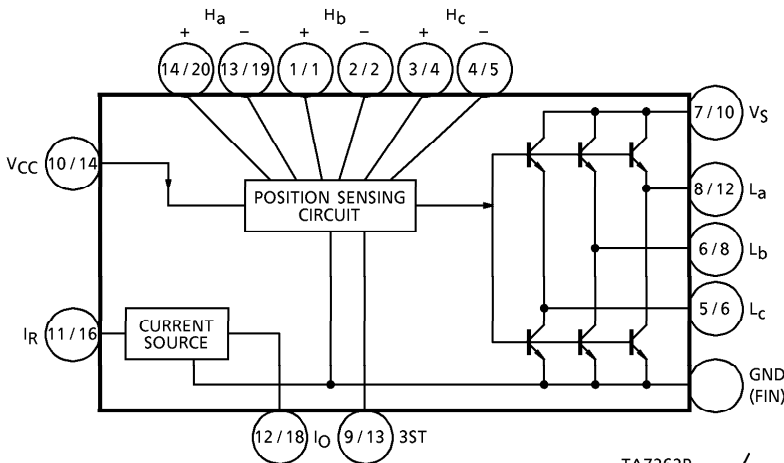 Ha Hb Hc
+ − + − + −
14 / 20 13 / 19 1 / 1 2 / 2 3 / 4 4 / 5
7 / 10 VS
VCC 10 / 14
8 / 12 La
POSITION SENSING
CIRCUIT
6 / 8 Lb
5 / 6 LC
CURRENT
SOURCE
IR 11 / 16
GND
(FIN)
12 / 18 IO 9 / 13 3ST